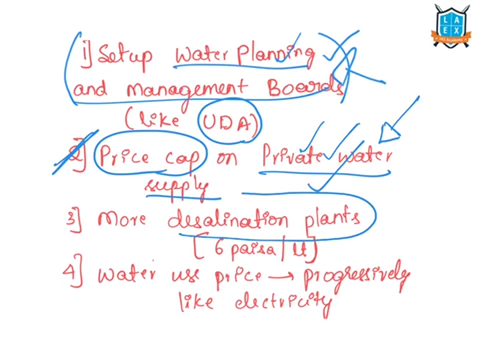 LAEX
1] Setup Water Planning
and management Boards
(like UDA)
2] Price cap on Private water
supply
3] More desalination plants
[6 paisa/lt]
4] Water use price → progressively
like electricity